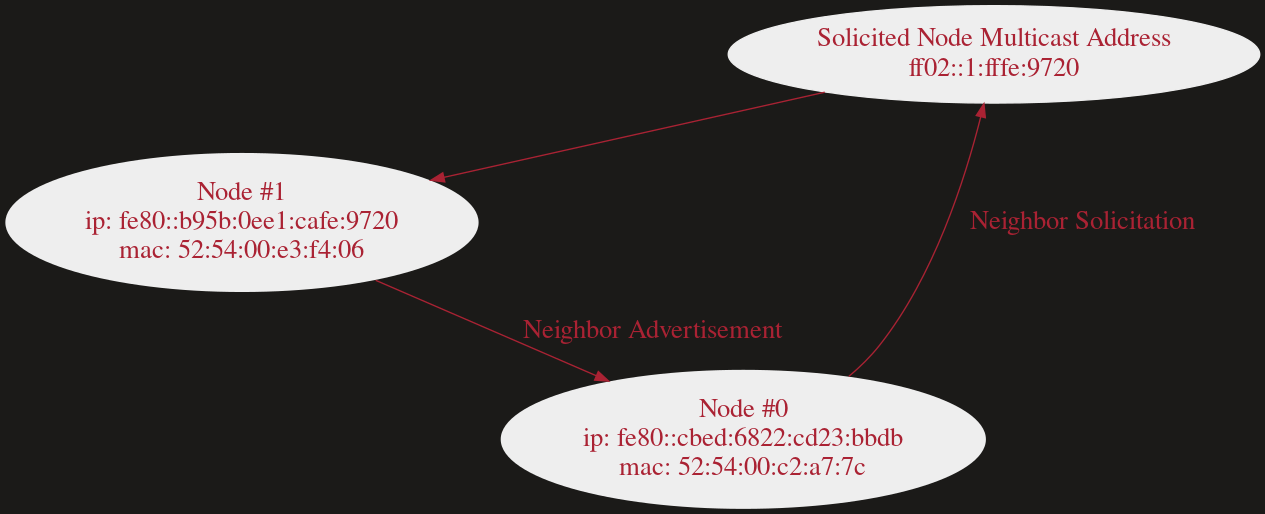 Solicited Node Multicast Address
ff02::1:fffe:9720
Node #1
ip: fe80::b95b:0ee1:cafe:9720
mac: 52:54:00:e3:f4:06
Neighbor Solicitation
Neighbor Advertisement
Node #0
ip: fe80::cbed:6822:cd23:bbdb
mac: 52:54:00:c2:a7:7c